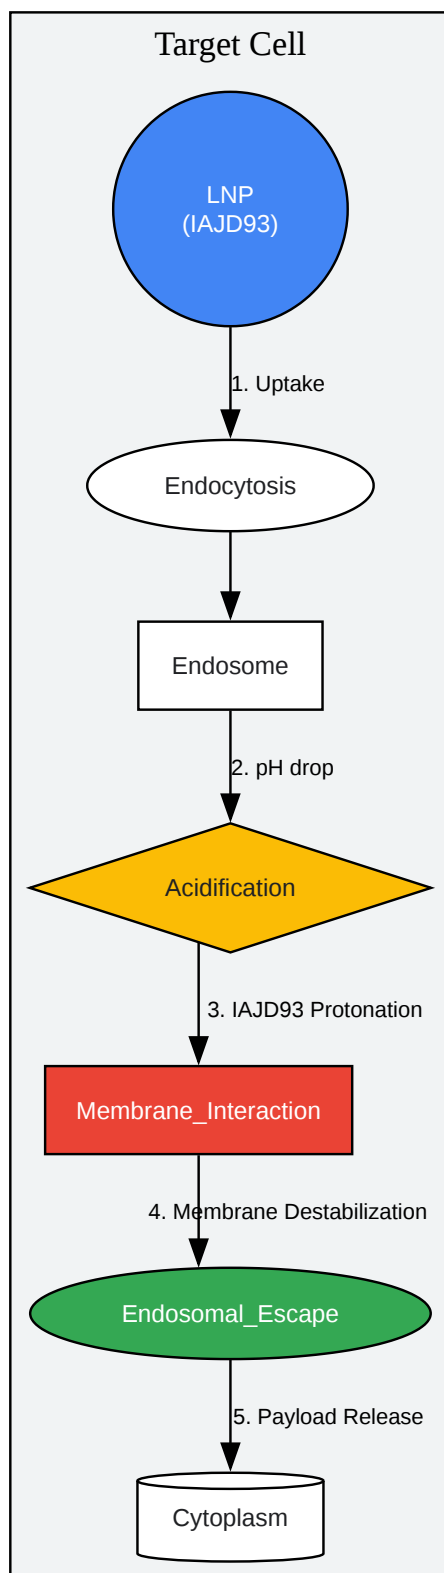 Target Cell
LNP
(IAJD93)
1. Uptake
Endocytosis
Endosome
2. pH drop
Acidification
3. IAJD93 Protonation
Membrane_Interaction
4. Membrane Destabilization
Endosomal_Escape
5. Payload Release
Cytoplasm